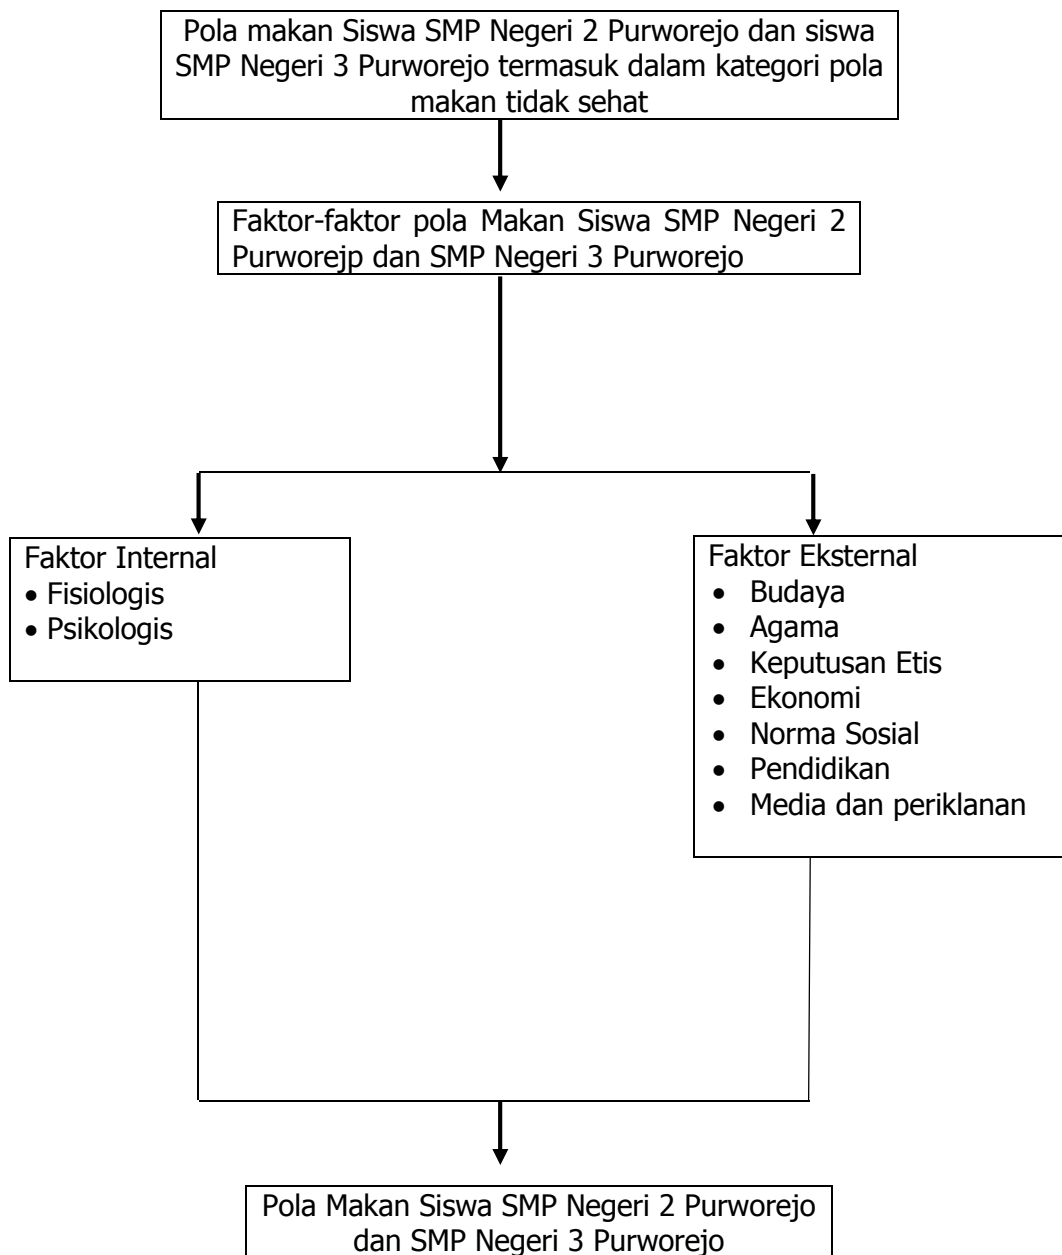 Pola makan Siswa SMP Negeri 2 Purworejo dan siswa
SMP Negeri 3 Purworejo termasuk dalam kategori pola
makan tidak sehat
Faktor-faktor pola Makan Siswa SMP Negeri 2
Purworejp dan SMP Negeri 3 Purworejo
Faktor Internal
• Fisiologis
• Psikologis
Faktor Eksternal
• Budaya
• Agama
• Keputusan Etis
• Ekonomi
• Norma Sosial
• Pendidikan
• Media dan periklanan
Pola Makan Siswa SMP Negeri 2 Purworejo
dan SMP Negeri 3 Purworejo